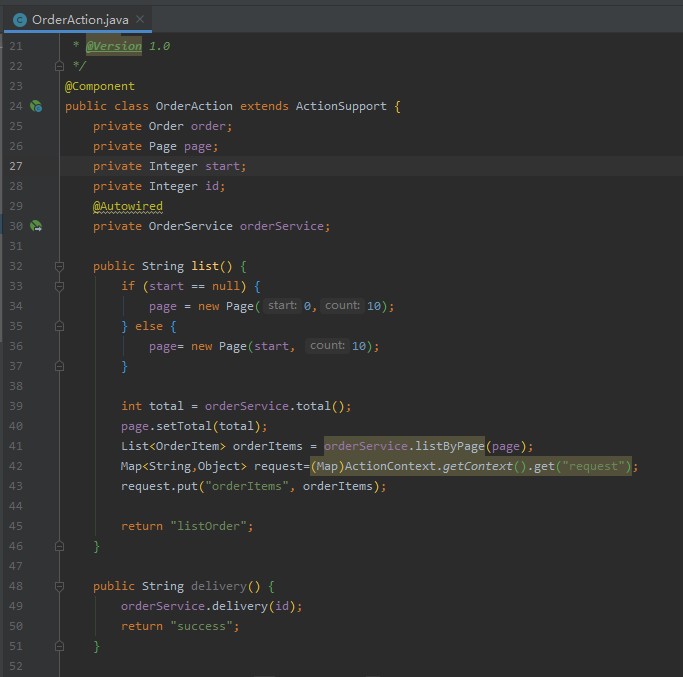 OrderAction.java
21 * @Version 1.0
22 */
23 @Component
24 public class OrderAction extends ActionSupport {
25 private Order order;
26 private Page page;
27 private Integer start;
28 private Integer id;
29 @Autowired
30 private OrderService orderService;
31
32 public String list() {
33 if (start == null) {
34 page = new Page( start: 0, count: 10);
35 } else {
36 page= new Page(start, count: 10);
37 }
38
39 int total = orderService.total();
40 page.setTotal(total);
41 List<OrderItem> orderItems = orderService.listByPage(page);
42 Map<String,Object> request=(Map)ActionContext.getContext().get("request");
43 request.put("orderItems", orderItems);
44
45 return "listOrder";
46 }
47
48 public String delivery() {
49 orderService.delivery(id);
50 return "success";
51 }
52